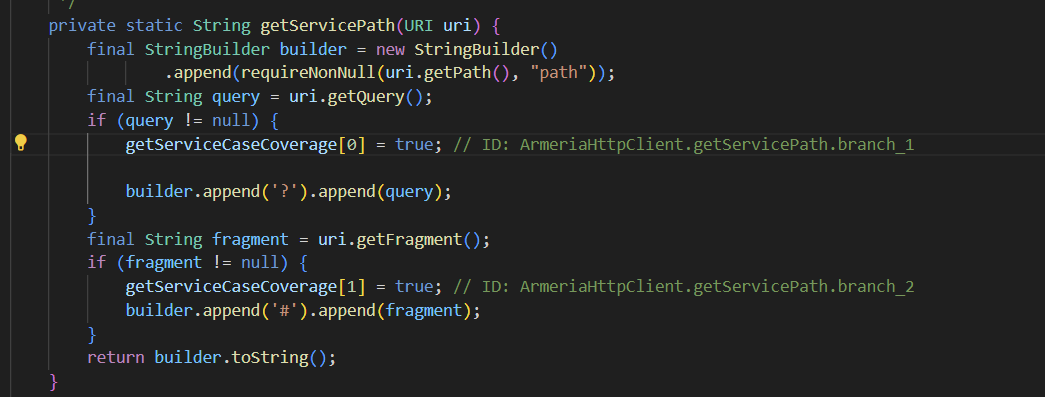 */
private static String getServicePath(URI uri) {
    final StringBuilder builder = new StringBuilder()
            .append(requireNonNull(uri.getPath(), "path"));
    final String query = uri.getQuery();
    if (query != null) {
        getServiceCaseCoverage[0] = true; // ID: ArmeriaHttpClient.getServicePath.branch_1
        builder.append('?').append(query);
    }
    final String fragment = uri.getFragment();
    if (fragment != null) {
        getServiceCaseCoverage[1] = true; // ID: ArmeriaHttpClient.getServicePath.branch_2
        builder.append('#').append(fragment);
    }
    return builder.toString();
}